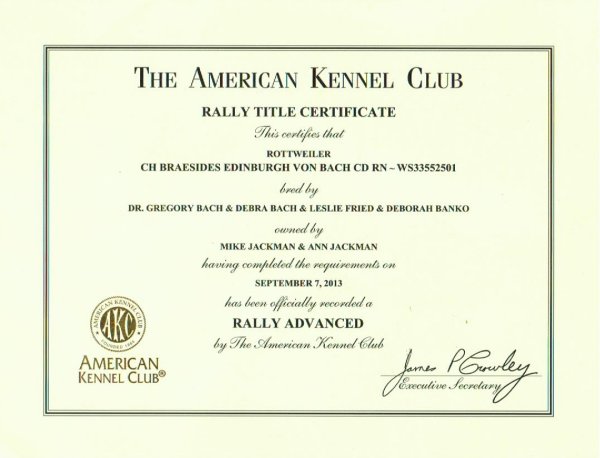 THE AMERICAN KENNEL CLUB
RALLY TITLE CERTIFICATE
This certifies that
ROTTWEILER
CH BRAESIDES EDINBURGH VON BACH CD RN ~ WS33552501
bred by
DR. GREGORY BACH & DEBRA BACH & LESLIE FRIED & DEBORAH BANKO
owned by
MIKE JACKMAN & ANN JACKMAN
having completed the requirements on
SEPTEMBER 7, 2013
has been officially recorded a
RALLY ADVANCED
by The American Kennel Club
AMERICAN KENNEL CLUB
AKC
FOUNDED 1884
AMERICAN
KENNEL CLUB®
James P Crowley
Executive Secretary